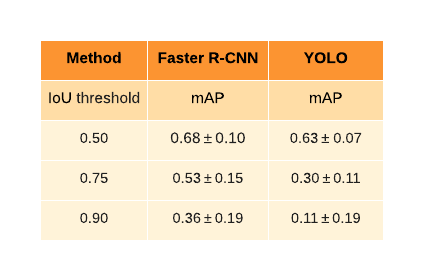 Method Faster R-CNN YOLO
IoU threshold mAP mAP
0.50 0.68 ± 0.10 0.63 ± 0.07
0.75 0.53 ± 0.15 0.30 ± 0.11
0.90 0.36 ± 0.19 0.11 ± 0.19